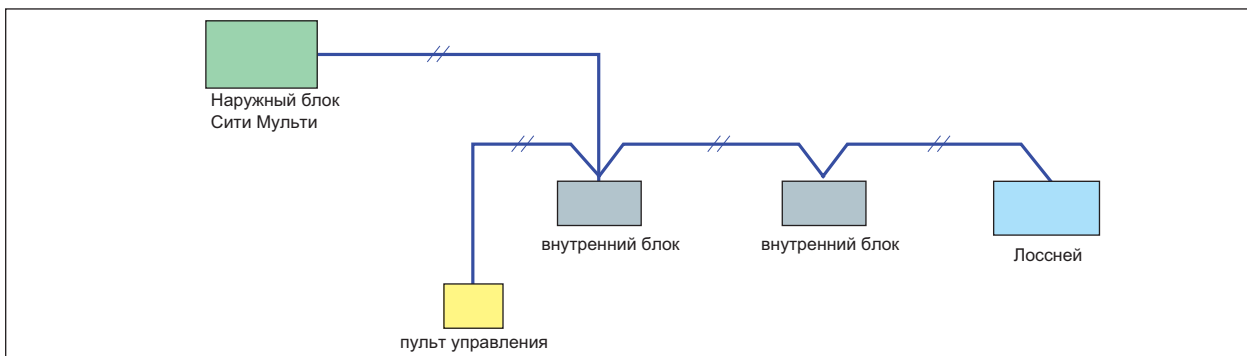 Наружный блок
Сити Мульти
внутренний блок
внутренний блок
Лоссней
пульт управления